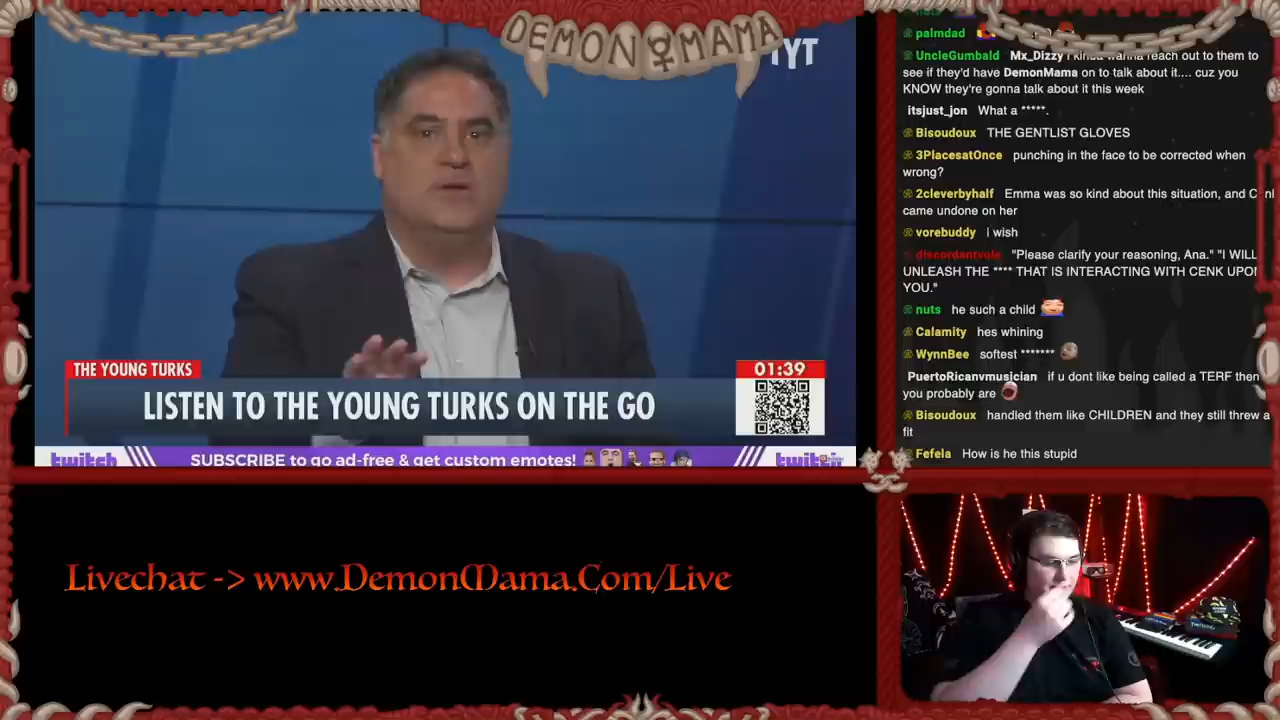 DEMON MAMA
TYT
THE YOUNG TURKS
01:39
LISTEN TO THE YOUNG TURKS ON THE GO
twitch
SUBSCRIBE to go ad-free & get custom emotes!
twitch
Livechat -> www.DemonMama.Com/Live
palmdad
UncleGumbald Mx_Dizzy i kinda wanna reach out to them to
see if they'd have DemonMama on to talk about it.... cuz you
KNOW they're gonna talk about it this week
itsjust_jon What a *****.
Bisoudoux THE GENTLIST GLOVES
3PlacesatOnce punching in the face to be corrected when
wrong?
2cleverbyhalf Emma was so kind about this situation, and
came undone on her
vorebuddy i wish
discordantvole "Please clarify your reasoning, Ana." "I WILL
UNLEASH THE **** THAT IS INTERACTING WITH CENK UPON
YOU."
nuts he such a child
Calamity hes whining
WynnBee softest *******
PuertoRicanvmusician if u dont like being called a TERF then
you probably are
Bisoudoux handled them like CHILDREN and they still threw a
fit
Fefela How is he this stupid